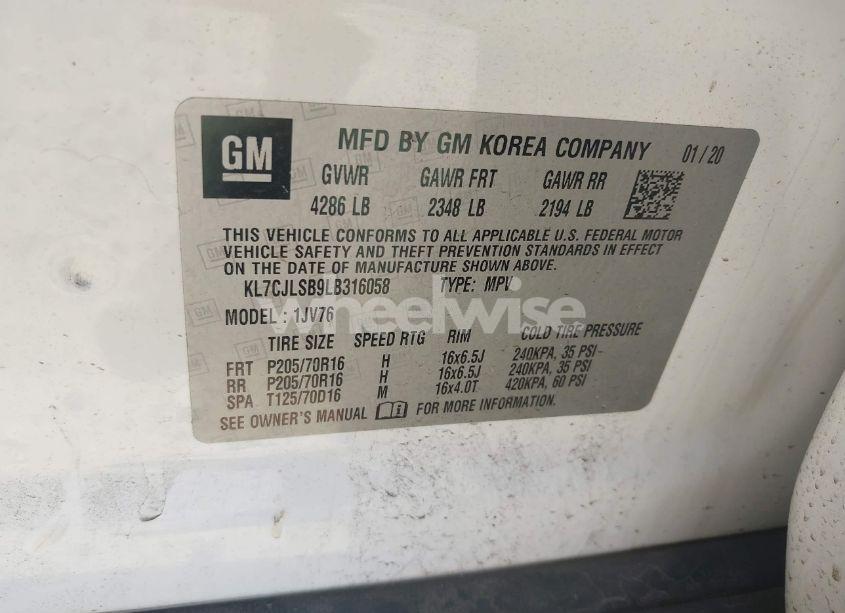 GM
MFD BY GM KOREA COMPANY 01 / 20
GVWR GAWR FRT GAWR RR
4286 LB 2348 LB 2194 LB
THIS VEHICLE CONFORMS TO ALL APPLICABLE U.S. FEDERAL MOTOR
VEHICLE SAFETY AND THEFT PREVENTION STANDARDS IN EFFECT
ON THE DATE OF MANUFACTURE SHOWN ABOVE.
KL7CJLSB9LB316058 TYPE: MPV
MODEL : 1JV76
wheelwise
TIRE SIZE SPEED RTG RIM COLD TIRE PRESSURE
FRT P205/70R16 H 16x6.5J 240KPA, 35 PSI
RR P205/70R16 H 16x6.5J 240KPA, 35 PSI
SPA T125/70D16 M 16x4.0T 420KPA, 60 PSI
SEE OWNER'S MANUAL FOR MORE INFORMATION.